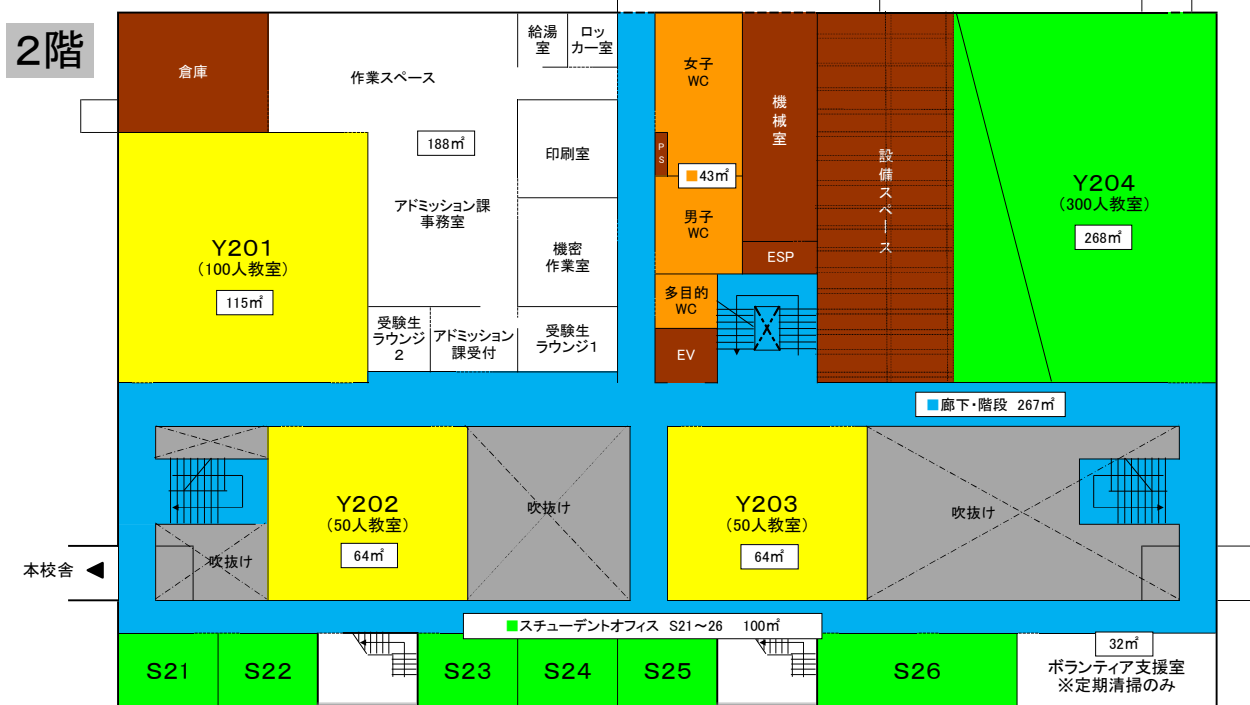 2階
倉庫
作業スペース
給湯
室
ロッ
カー室
女子
WC
機
械
室
188㎡
印刷室
P
S
43㎡
設
備
ス
ペ
ー
ス
Y204
(300人教室)
268㎡
アドミッション課
事務室
男子
WC
Y201
(100人教室)
115㎡
機密
作業室
ESP
多目的
WC
受験生
ラウンジ
2
アドミッション
課受付
受験生
ラウンジ1
EV
廊下・階段 267㎡
Y202
(50人教室)
64㎡
吹抜け
Y203
(50人教室)
64㎡
吹抜け
吹抜け
本校舎
スチューデントオフィス S21～26 100㎡
S21
S22
S23
S24
S25
S26
32㎡
ボランティア支援室
※定期清掃のみ